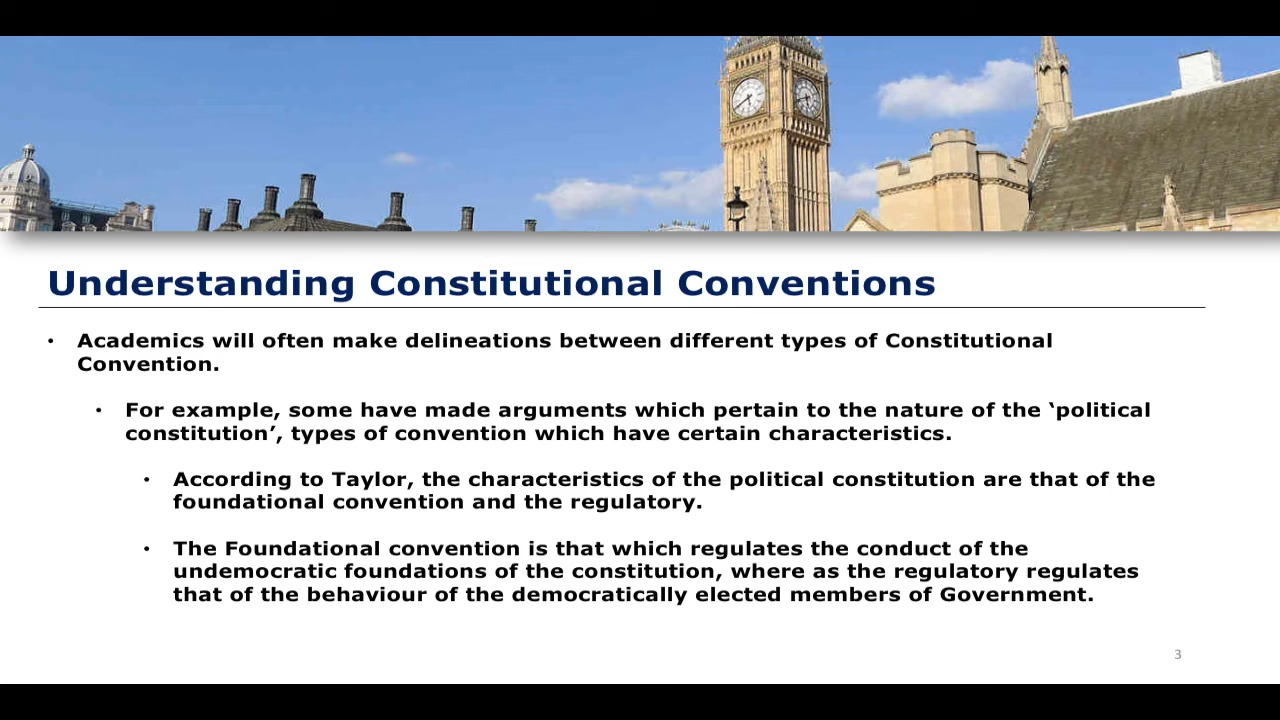 Understanding Constitutional Conventions
• Academics will often make delineations between different types of Constitutional
Convention.
• For example, some have made arguments which pertain to the nature of the ‘political
constitution’, types of convention which have certain characteristics.
• According to Taylor, the characteristics of the political constitution are that of the
foundational convention and the regulatory.
• The Foundational convention is that which regulates the conduct of the
undemocratic foundations of the constitution, where as the regulatory regulates
that of the behaviour of the democratically elected members of Government.
3